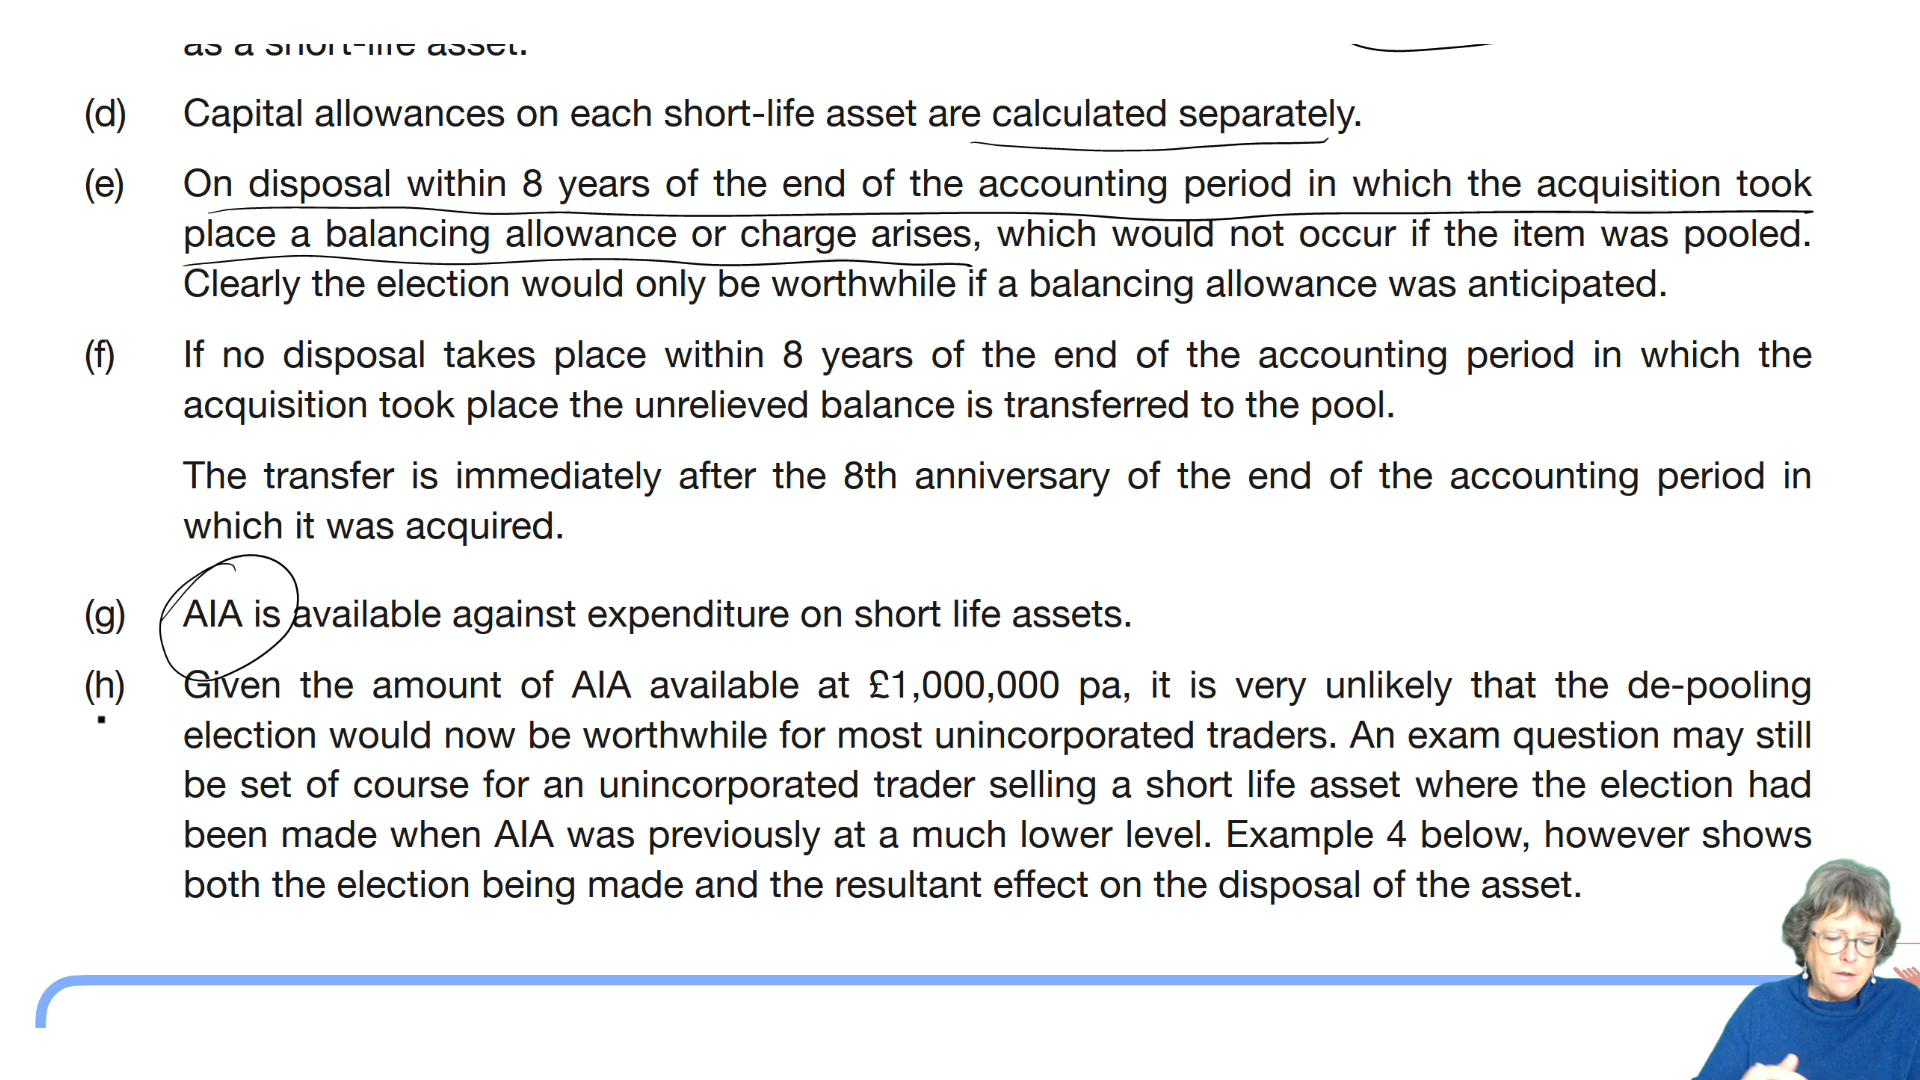 as a short-life asset.
(d) Capital allowances on each short-life asset are calculated separately.
(e) On disposal within 8 years of the end of the accounting period in which the acquisition took
place a balancing allowance or charge arises, which would not occur if the item was pooled.
Clearly the election would only be worthwhile if a balancing allowance was anticipated.
(f) If no disposal takes place within 8 years of the end of the accounting period in which the
acquisition took place the unrelieved balance is transferred to the pool.
The transfer is immediately after the 8th anniversary of the end of the accounting period in
which it was acquired.
(g) AIA is available against expenditure on short life assets.
(h) Given the amount of AIA available at £1,000,000 pa, it is very unlikely that the de-pooling
election would now be worthwhile for most unincorporated traders. An exam question may still
be set of course for an unincorporated trader selling a short life asset where the election had
been made when AIA was previously at a much lower level. Example 4 below, however shows
both the election being made and the resultant effect on the disposal of the asset.